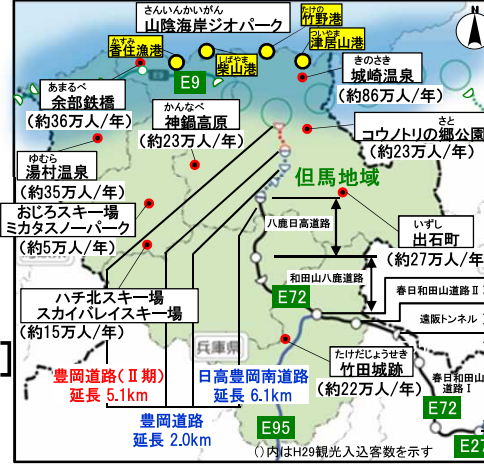 さんいんかいがん
山陰海岸ジオパーク
N
かすみ
香住漁港
たけの
竹野港
しばやま
柴山港
ついやま
津居山港
E9
きのさき
城崎温泉
(約86万人/年)
あまるべ
余部鉄橋
(約36万人/年)
かんなべ
神鍋高原
(約23万人/年)
さと
コウノトリの郷公園
(約23万人/年)
ゆむら
湯村温泉
(約35万人/年)
但馬地域
おじろスキー場
ミカタスノーパーク
(約5万人/年)
八鹿日高道路
いずし
出石町
(約27万人/年
和田山八鹿道路
ハチ北スキー場
スカイバレイスキー場
(約15万人/年)
E72
春日和田山道路Ⅱ
遠阪トンネル
兵庫県
たけだじょうせき
竹田城跡
(約22万人/年)
豊岡道路(Ⅱ期)
延長 5.1km
日高豊岡南道路
延長 6.1km
豊岡道路
延長 2.0km
春日和田山
道路Ⅰ
E72
E95
E27
()内はH29観光入込客数を示す